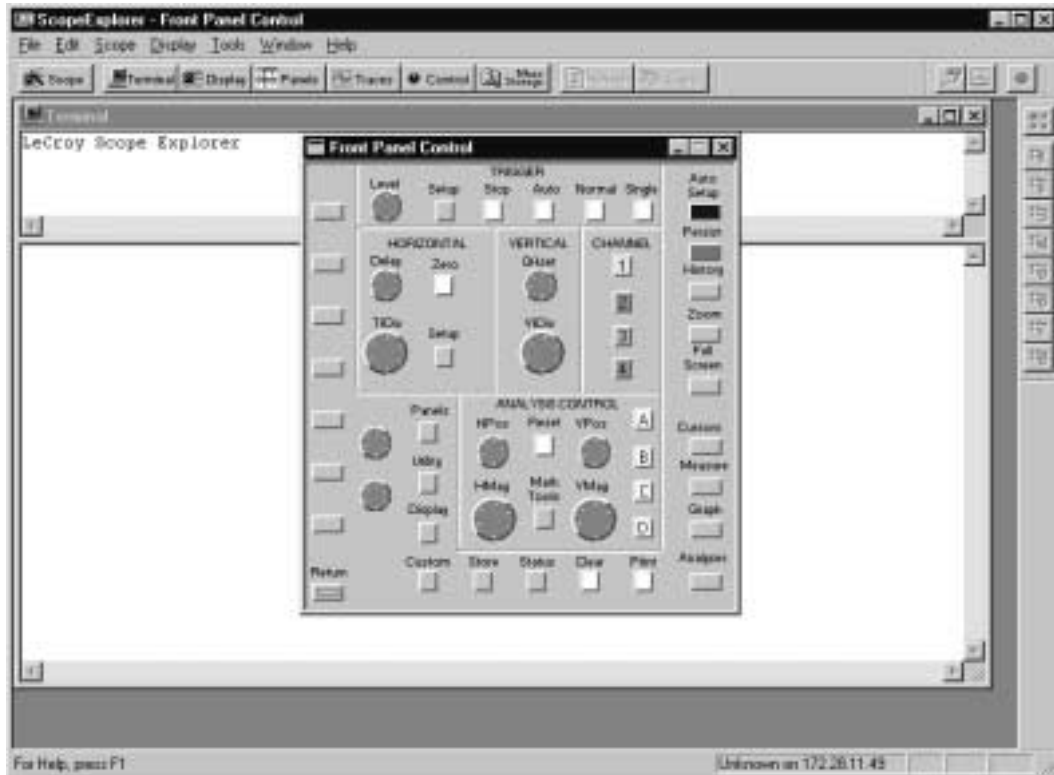 ScopeExplorer - Front Panel Control
File Edit Scope Display Tools Window Help
Scope Terminal Display Panels Traces Control Mass Storage
Terminal
LeCroy Scope Explorer
Front Panel Control
TRIGGER
Level Setup Stop Auto Normal Single
Auto Setup
Persist
HORIZONTAL VERTICAL CHANNEL
Delay Zero Offset 1
History
2
Zoom
T/Div Setup V/Div 3
Full Screen
4
Panels
ANALYSIS CONTROL
HPos Reset VPos A
Cursors
Utility
B
Measure
HMag Math Tools VMag C
Display
Graph
D
Return
Custom Store Status Clear Print
Analysis
For Help, press F1
Unknown on 172.28.11.49